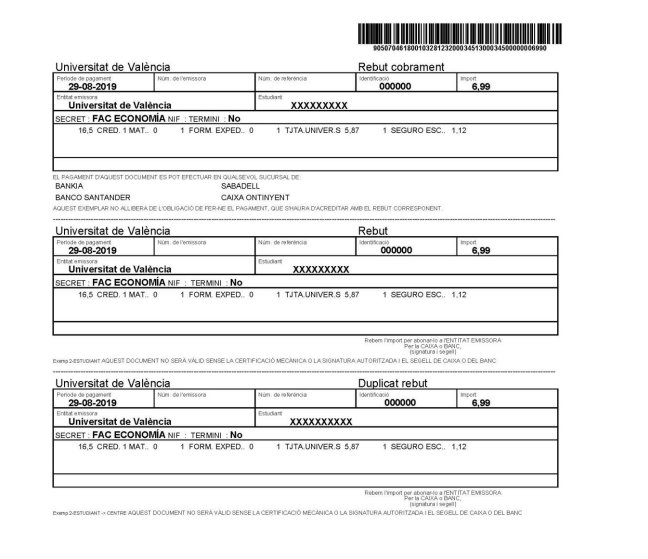 90507046180010328123200034513000345000000006990
Universitat de València Rebut cobrament
Periode de pagament Núm. de l'emissora Núm. de referència Identificació Import
29-08-2019 000000 6,99
Entitat emissora Estudiant
Universitat de València XXXXXXXXX
SECRET : FAC ECONOMÍA NIF : TERMINI : No
16,5 CRED. 1 MAT.. 0 1 FORM. EXPED.. 0 1 TJTA.UNIVER.S 5,87 1 SEGURO ESC.. 1,12
EL PAGAMENT D'AQUEST DOCUMENT ES POT EFECTUAR EN QUALSEVOL SUCURSAL DE:
BANKIA SABADELL
BANCO SANTANDER CAIXA ONTINYENT
AQUEST EXEMPLAR NO ALLIBERA DE L'OBLIGACIÓ DE FER-NE EL PAGAMENT, QUE S'HAURA D'ACREDITAR AMB EL REBUT CORRESPONENT.
Universitat de València Rebut
Periode de pagament Núm. de l'emissora Núm. de referència Identificació Import
29-08-2019 000000 6,99
Entitat emissora Estudiant
Universitat de València XXXXXXXXX
SECRET : FAC ECONOMÍA NIF : TERMINI : No
16,5 CRED. 1 MAT.. 0 1 FORM. EXPED.. 0 1 TJTA.UNIVER.S 5,87 1 SEGURO ESC.. 1,12
Rebem l'import per abonar-lo a l'ENTITAT EMISSORA
Per la CAIXA o BANC,
(signatura i segell)
Exemp 2-ESTUDIANT AQUEST DOCUMENT NO SERÀ VÀLID SENSE LA CERTIFICACIÓ MECÀNICA O LA SIGNATURA AUTORITZADA I EL SEGELL DE CAIXA O DEL BANC
Universitat de València Duplicat rebut
Periode de pagament Núm. de l'emissora Núm. de referència Identificació Import
29-08-2019 000000 6,99
Entitat emissora Estudiant
Universitat de València XXXXXXXXXX
SECRET : FAC ECONOMÍA NIF : TERMINI : No
16,5 CRED. 1 MAT.. 0 1 FORM. EXPED.. 0 1 TJTA.UNIVER.S 5,87 1 SEGURO ESC.. 1,12
Rebem l'import per abonar-lo a l'ENTITAT EMISSORA
Per la CAIXA o BANC,
(signatura i segell)
Exemp 2-ESTUDIANT -> CENTRE AQUEST DOCUMENT NO SERÀ VÀLID SENSE LA CERTIFICACIÓ MECÀNICA O LA SIGNATURA AUTORITZADA I EL SEGELL DE CAIXA O DEL BANC